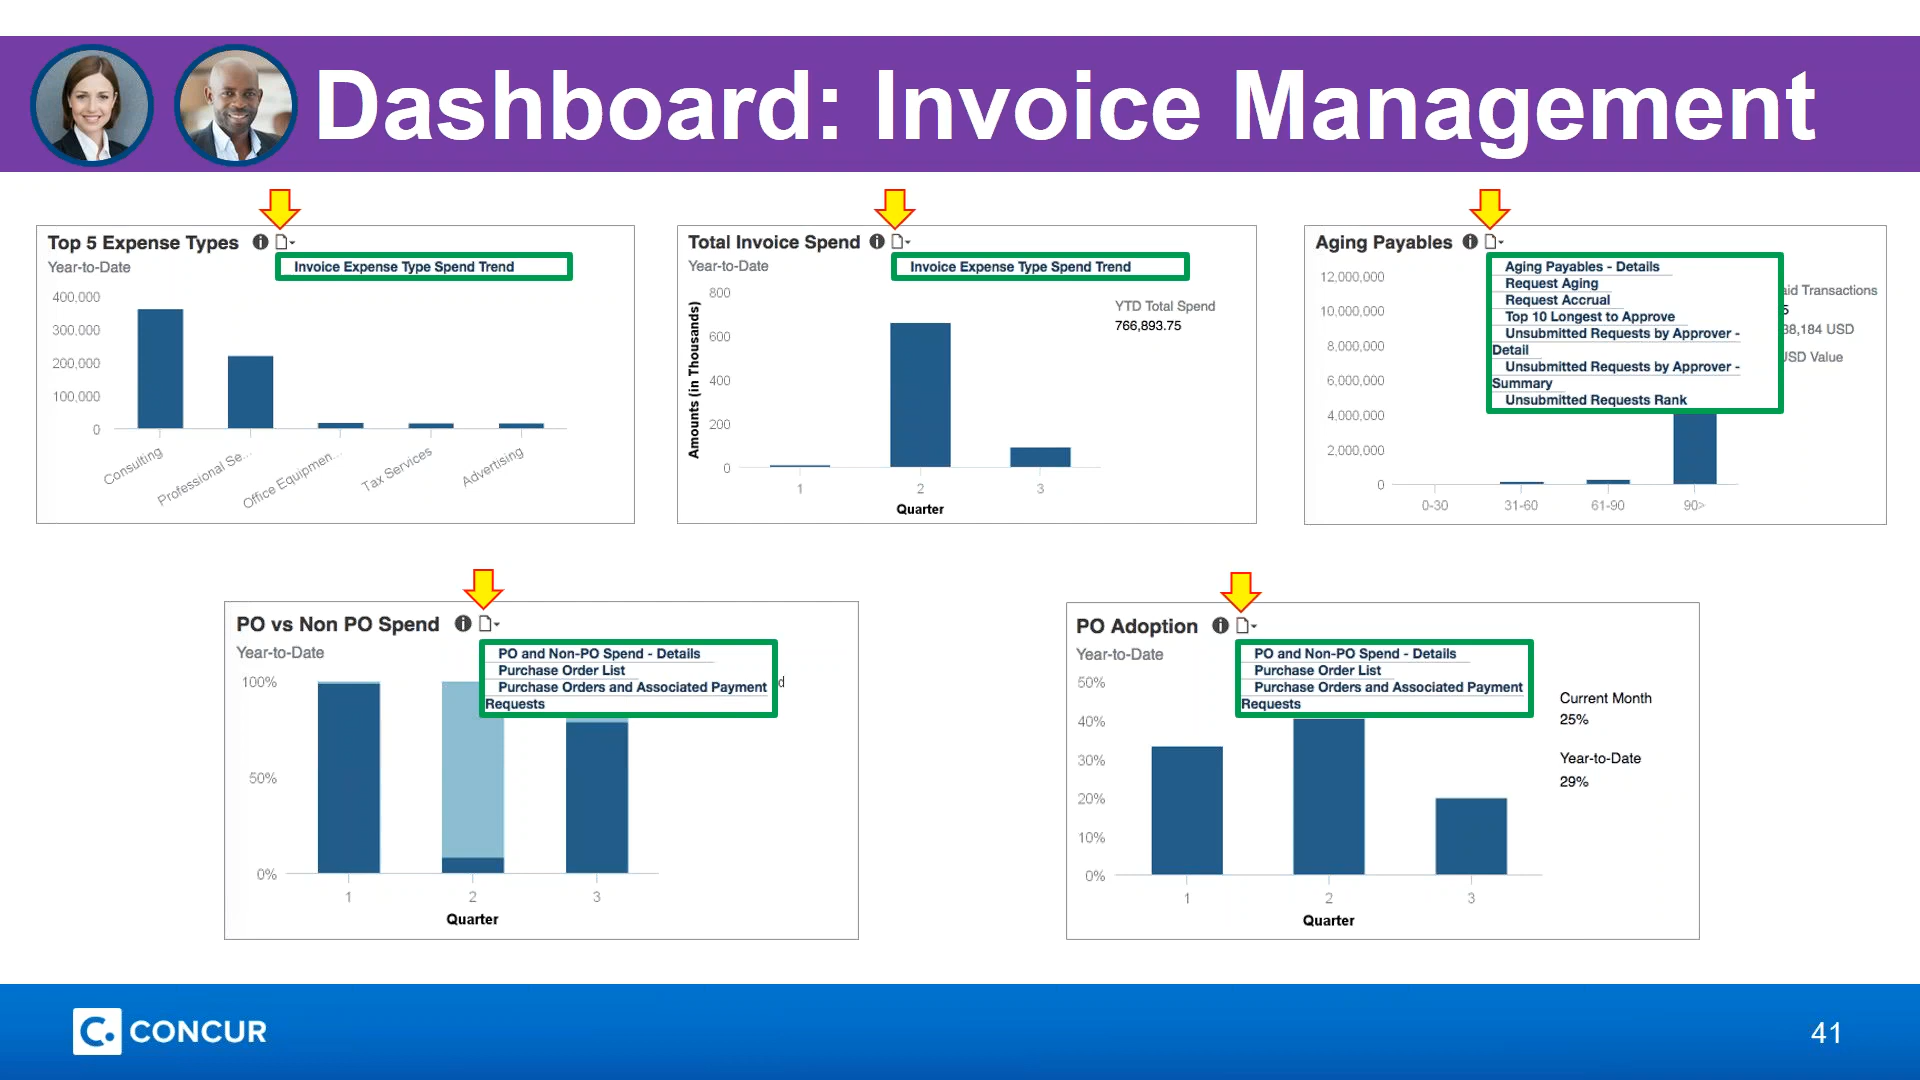 Dashboard: Invoice Management
Top 5 Expense Types
Year-to-Date
Invoice Expense Type Spend Trend
400,000
300,000
200,000
100,000
0
Consulting
Professional Se...
Office Equipmen...
Tax Services
Advertising
Total Invoice Spend
Year-to-Date
Invoice Expense Type Spend Trend
Amounts (in Thousands)
800
600
400
200
0
1
2
3
Quarter
YTD Total Spend
766,893.75
Aging Payables
12,000,000
10,000,000
8,000,000
6,000,000
4,000,000
2,000,000
0
0-30
31-60
61-90
90>
Aging Payables - Details
Request Aging
Request Accrual
Top 10 Longest to Approve
Unsubmitted Requests by Approver -
Detail
Unsubmitted Requests by Approver -
Summary
Unsubmitted Requests Rank
Transactions
38,184 USD
USD Value
PO vs Non PO Spend
Year-to-Date
PO and Non-PO Spend - Details
Purchase Order List
Purchase Orders and Associated Payment
Requests
100%
50%
0%
1
2
3
Quarter
PO Adoption
Year-to-Date
PO and Non-PO Spend - Details
Purchase Order List
Purchase Orders and Associated Payment
Requests
50%
40%
30%
20%
10%
0%
1
2
3
Quarter
Current Month
25%
Year-to-Date
29%
C. CONCUR
41